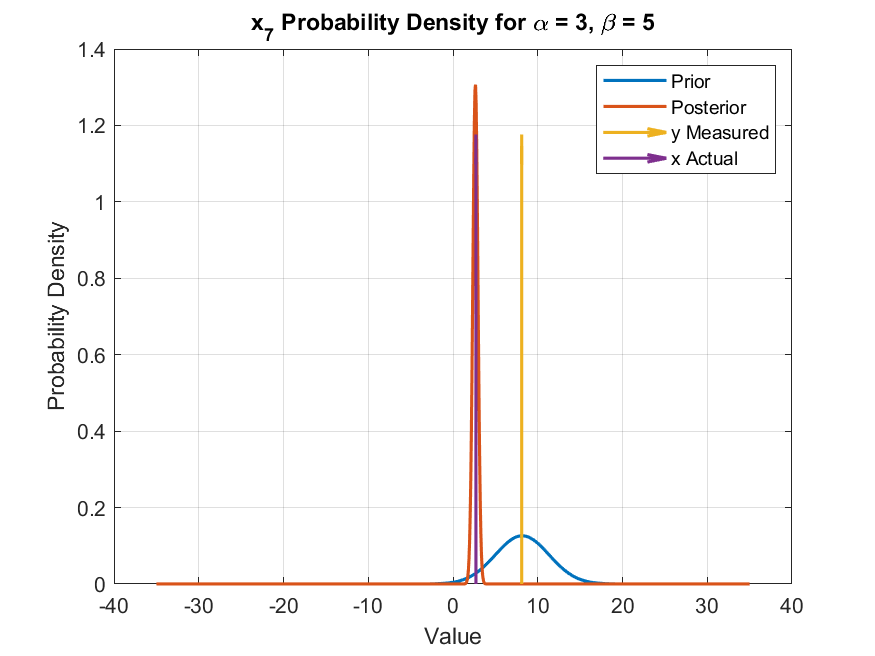 x₇ Probability Density for α = 3, β = 5
1.4
1.2
1
0.8
0.6
0.4
0.2
0
Probability Density
Prior
Posterior
y Measured
x Actual
-40 -30 -20 -10 0 10 20 30 40
Value